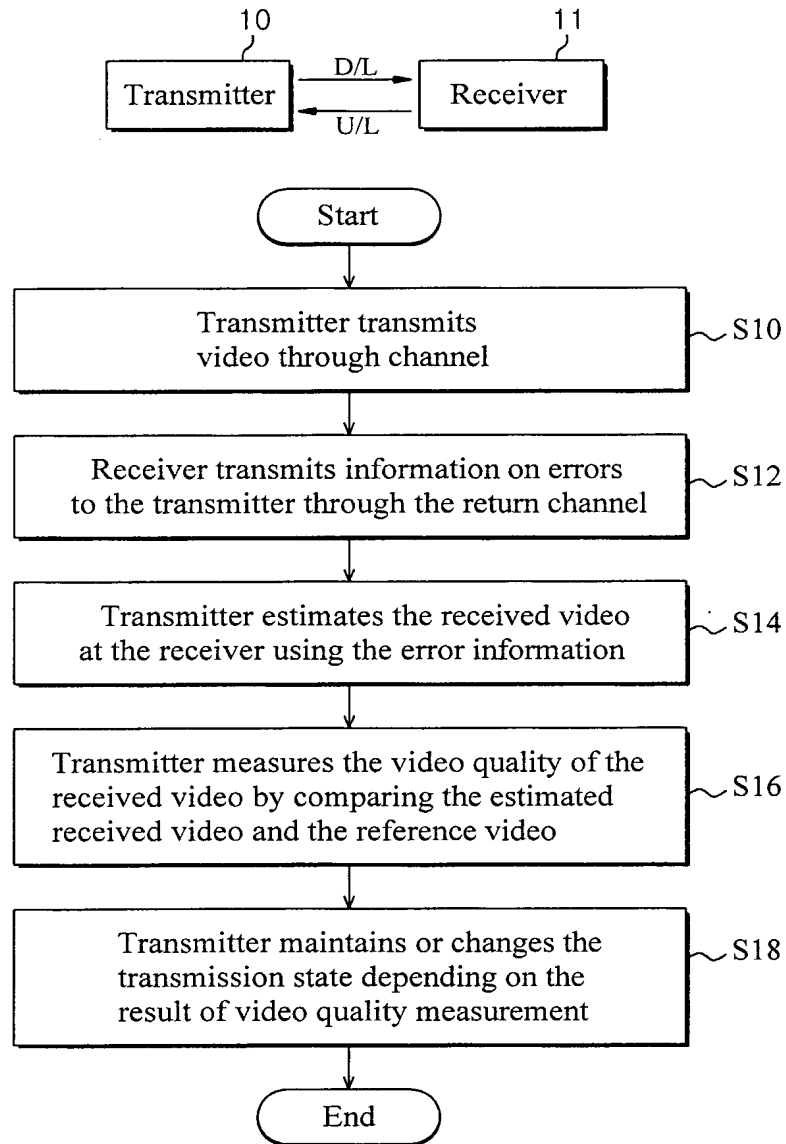 10
11
Transmitter
D/L
U/L
Receiver
Start
Transmitter transmits
video through channel
S10
Receiver transmits information on errors
to the transmitter through the return channel
S12
Transmitter estimates the received video
at the receiver using the error information
S14
Transmitter measures the video quality of the
received video by comparing the estimated
received video and the reference video
S16
Transmitter maintains or changes the
transmission state depending on the
result of video quality measurement
S18
End